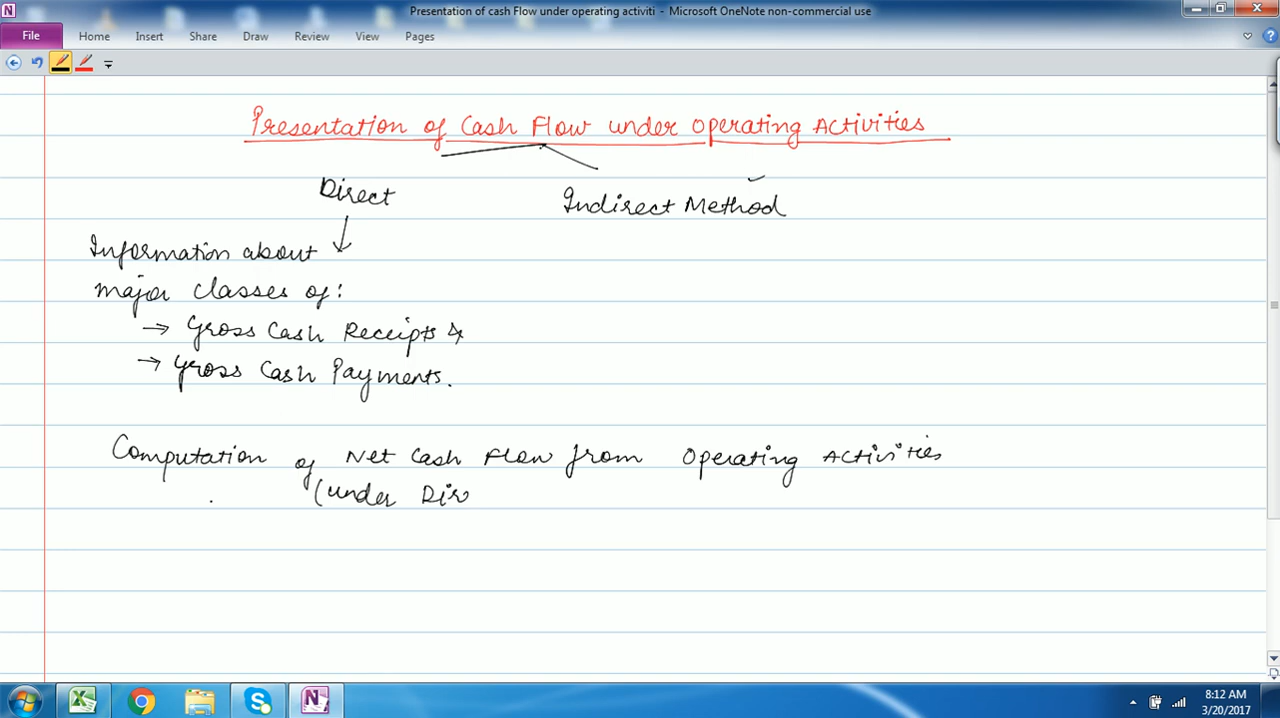 Presentation of cash Flow under operating activiti - Microsoft OneNote non-commercial use
File Home Insert Share Draw Review View Pages
Presentation of Cash Flow under Operating Activities
Direct Indirect Method
Information about
major classes of:
→ Gross Cash Receipts &
→ Gross Cash Payments.
Computation of Net Cash Flow from Operating Activities
(under Dire
8:12 AM
3/20/2017